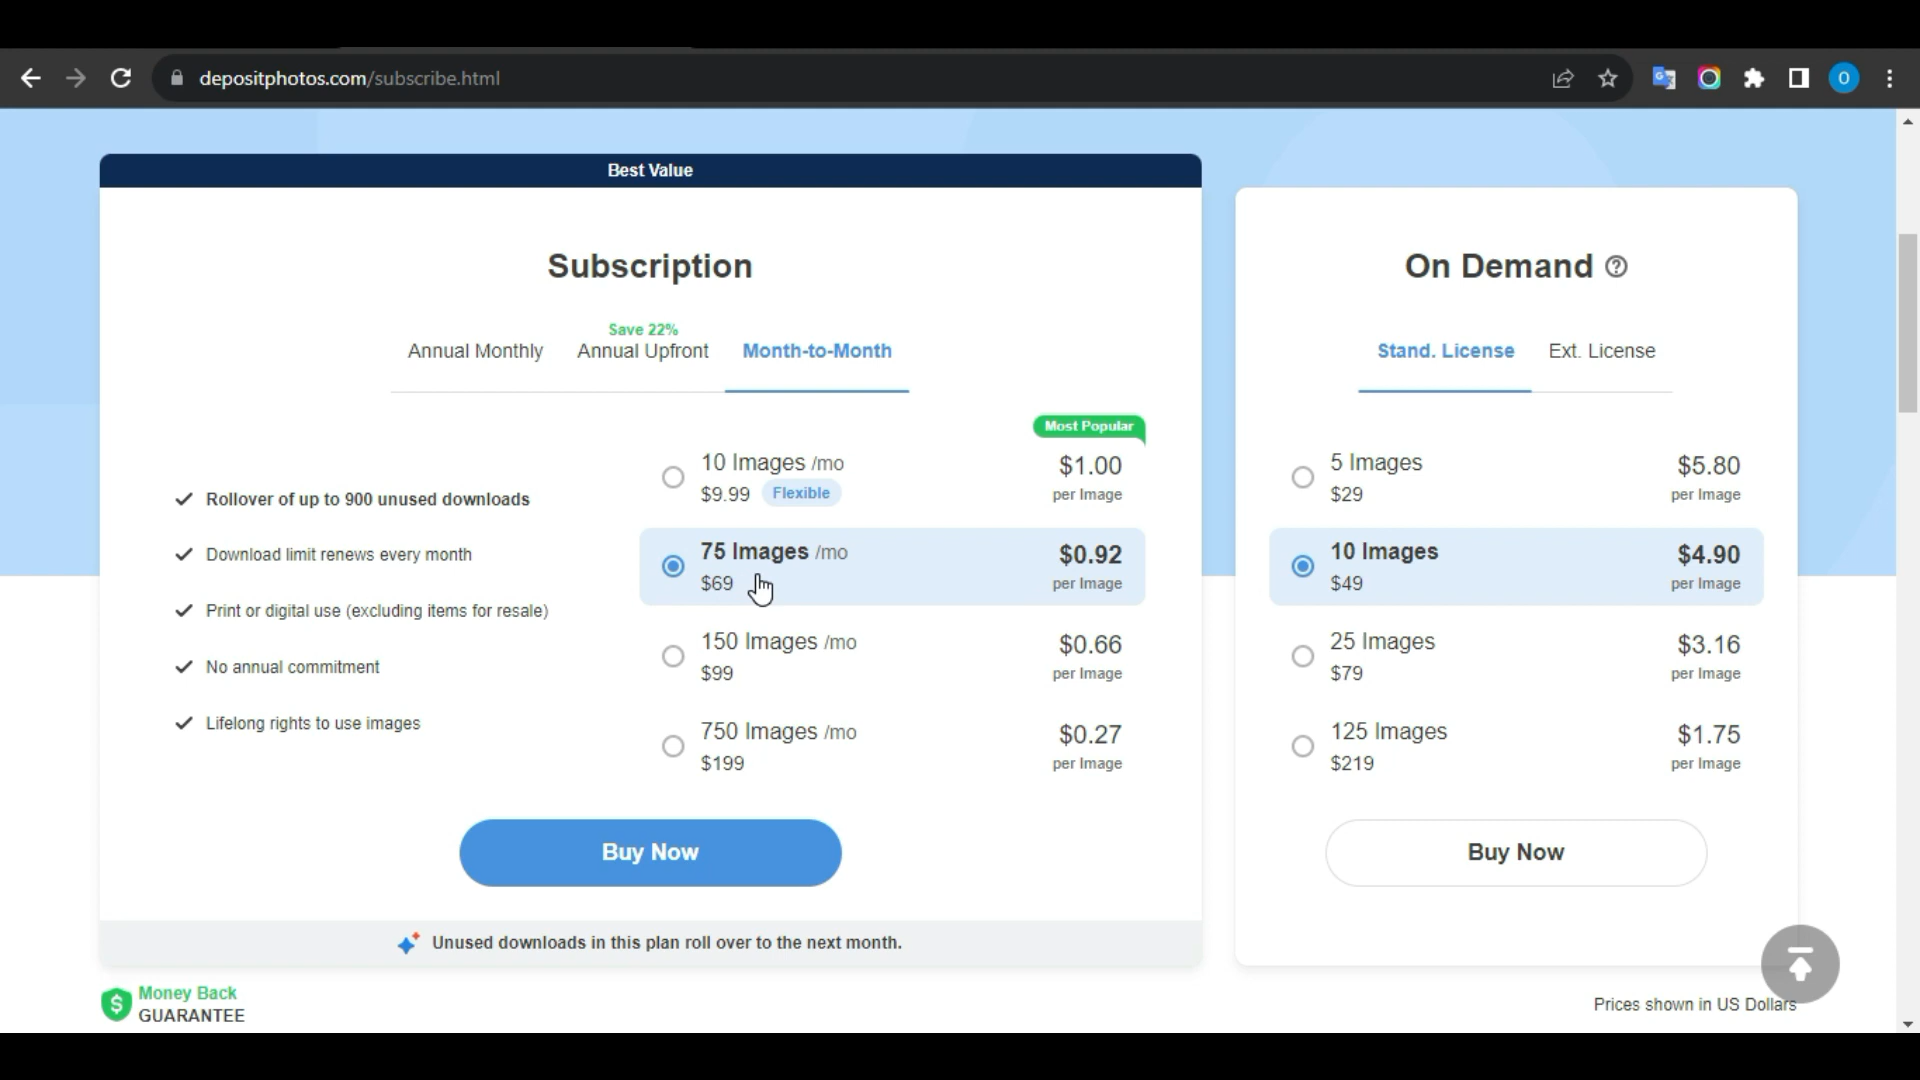 depositphotos.com/subscribe.html
O
Best Value
Subscription
Save 22%
Annual Monthly
Annual Upfront
Month-to-Month
Rollover of up to 900 unused downloads
Download limit renews every month
Print or digital use (excluding items for resale)
No annual commitment
Lifelong rights to use images
Most Popular
10 Images /mo
$1.00
$9.99
Flexible
per Image
75 Images /mo
$0.92
$69
per Image
150 Images /mo
$0.66
$99
per Image
750 Images /mo
$0.27
$199
per Image
Buy Now
Unused downloads in this plan roll over to the next month.
On Demand ?
Stand. License
Ext. License
5 Images
$5.80
$29
per Image
10 Images
$4.90
$49
per Image
25 Images
$3.16
$79
per Image
125 Images
$1.75
$219
per Image
Buy Now
$
Money Back
GUARANTEE
Prices shown in US Dollars